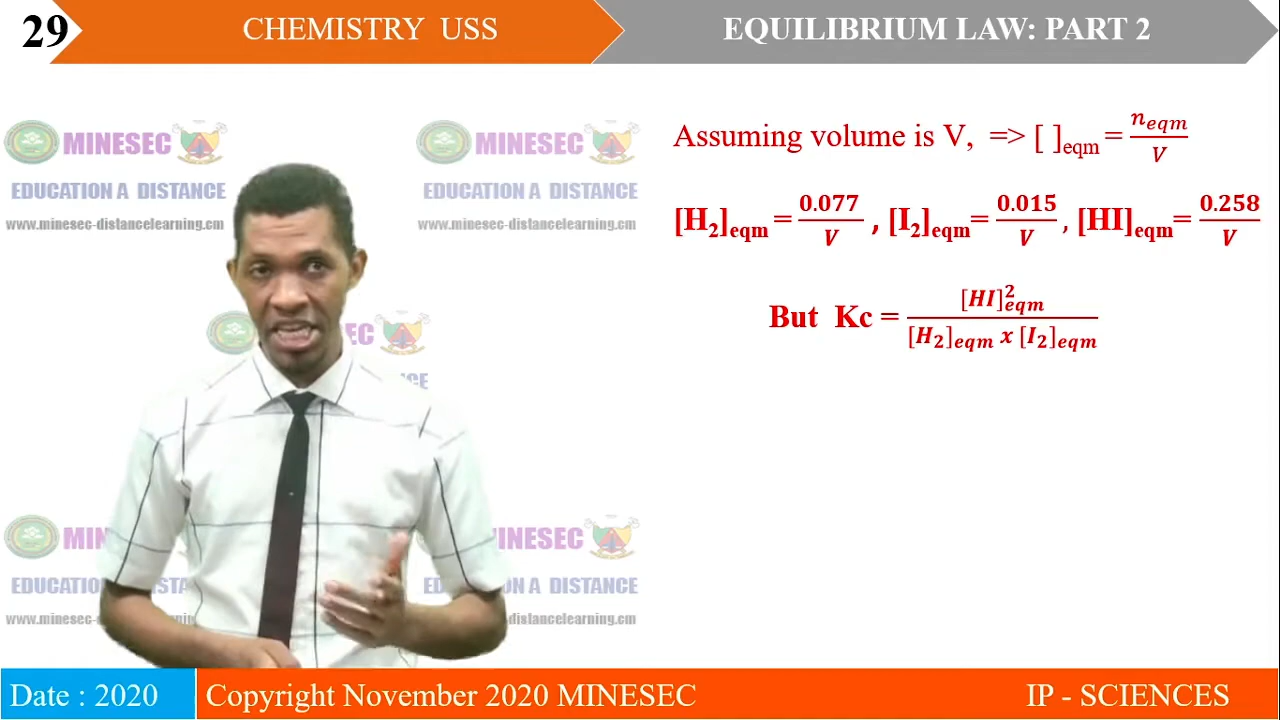 29
CHEMISTRY USS
EQUILIBRIUM LAW: PART 2
MINESEC
EDUCATION A DISTANCE
www.minesec-distancelearning.cm
MINESEC
EDUCATION A DISTANCE
www.minesec-distancelearning.cm
Assuming volume is V, => [ ]eqm = n_eqm/V
[H₂]eqm = 0.077/V , [I₂]eqm= 0.015/V , [HI]eqm= 0.258/V
But Kc = [HI]²eqm / [H₂]eqm x [I₂]eqm
Date : 2020
Copyright November 2020 MINESEC
IP - SCIENCES